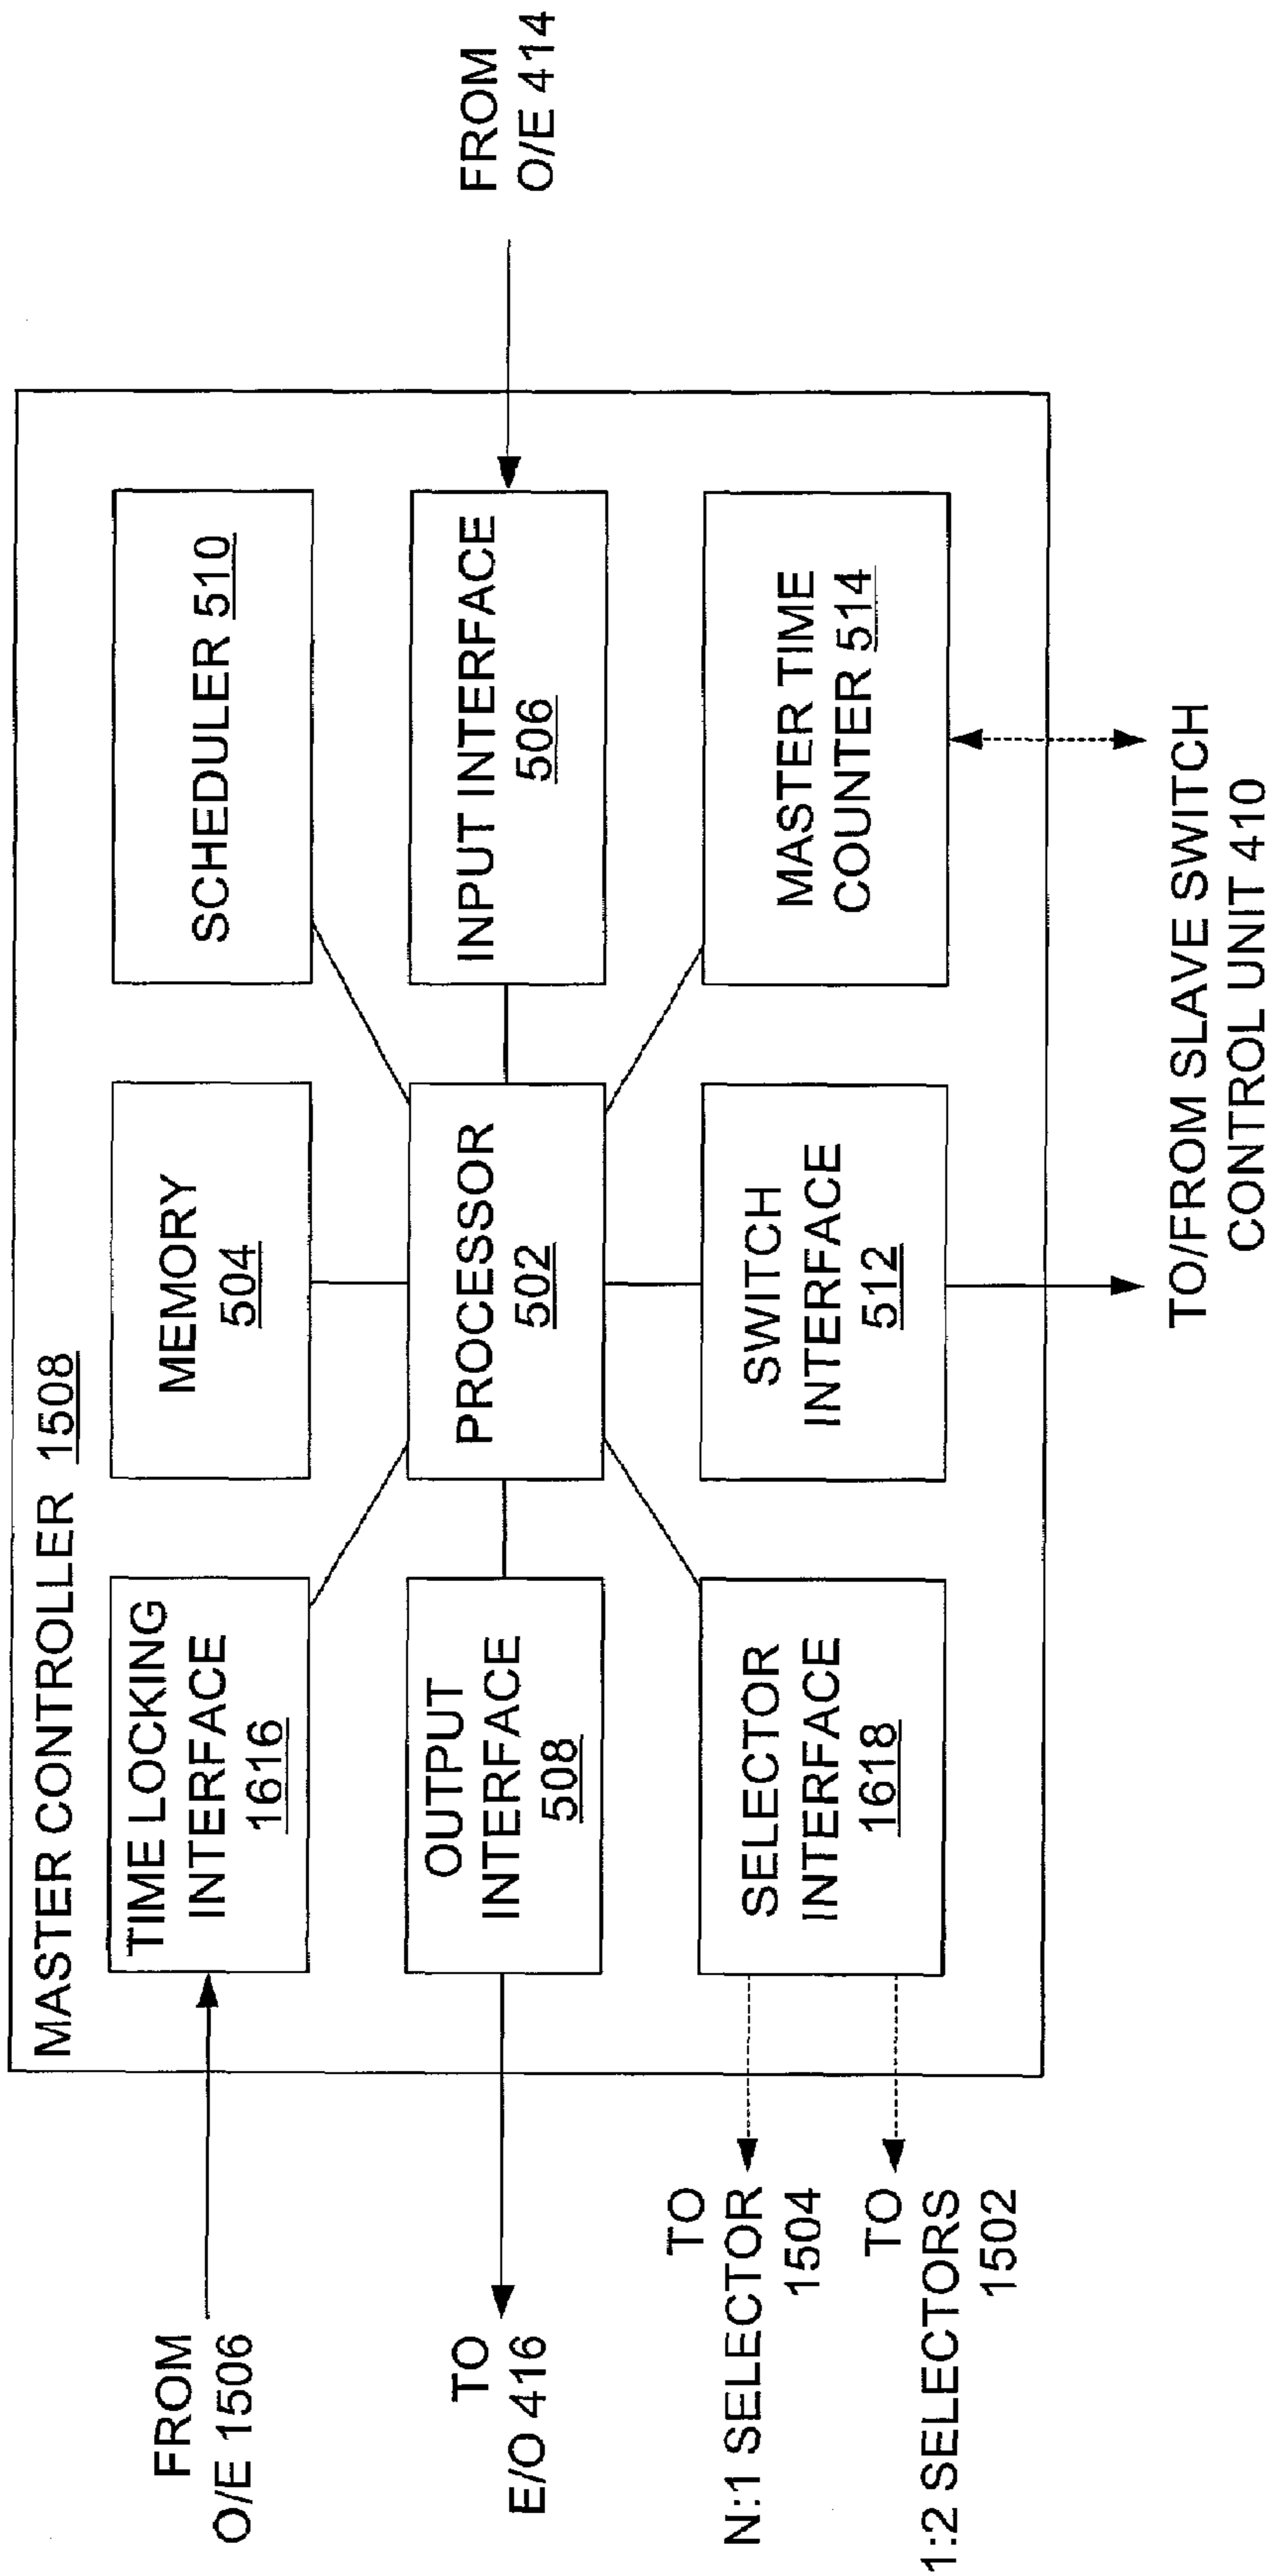 MASTER CONTROLLER 1508
FROM
O/E 1506
TIME LOCKING
INTERFACE
1616
MEMORY
504
SCHEDULER 510
TO
E/O 416
OUTPUT
INTERFACE
508
PROCESSOR
502
INPUT INTERFACE
506
FROM
O/E 414
TO
N:1 SELECTOR
1504
TO
1:2 SELECTORS
1502
SELECTOR
INTERFACE
1618
SWITCH
INTERFACE
512
MASTER TIME
COUNTER 514
TO/FROM SLAVE SWITCH
CONTROL UNIT 410